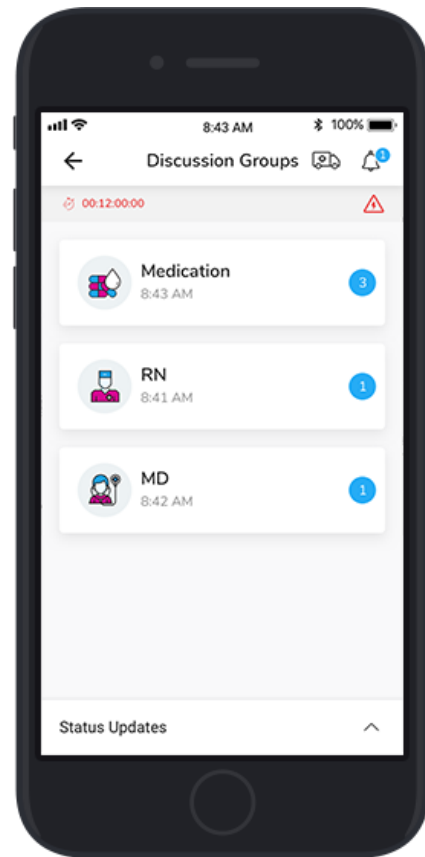 8:43 AM
100%
Discussion Groups
1
00:12:00:00
Medication
8:43 AM
3
RN
8:41 AM
1
MD
8:42 AM
1
Status Updates